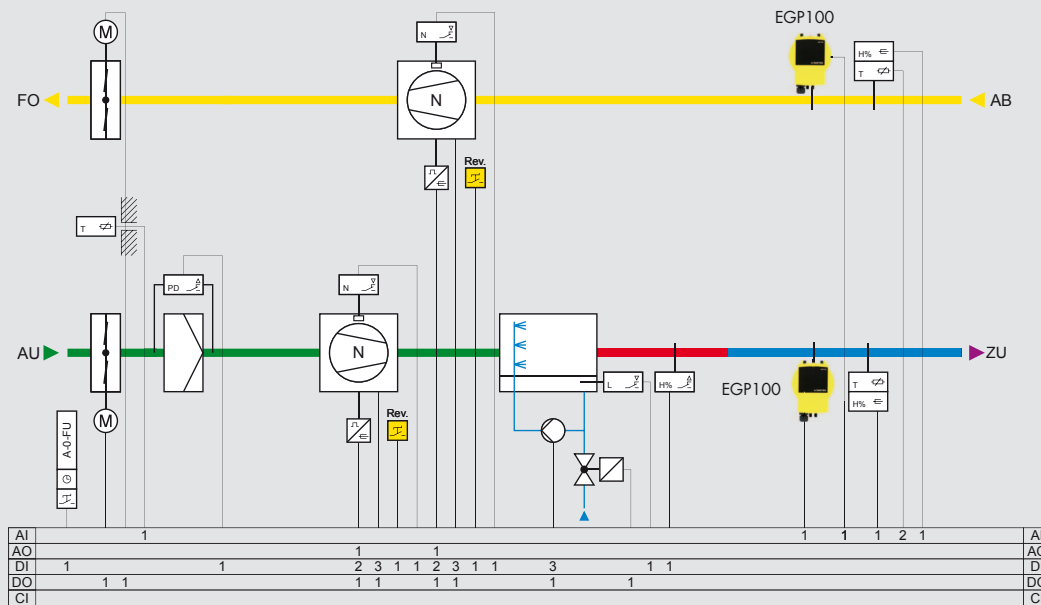 EGP100
M
N
H%
T
FO
N
AB
Rev.
T
PD
N
AU
N
ZU
L
H%
T
H%
EGP100
M
Rev.
A-0-FU
AI 1 1 1 1 2 1 A
AO 1 1 AO
DI 1 1 2 3 1 1 2 3 1 1 3 1 1 D
DO 1 1 1 1 1 1 1 1 DO
CI C